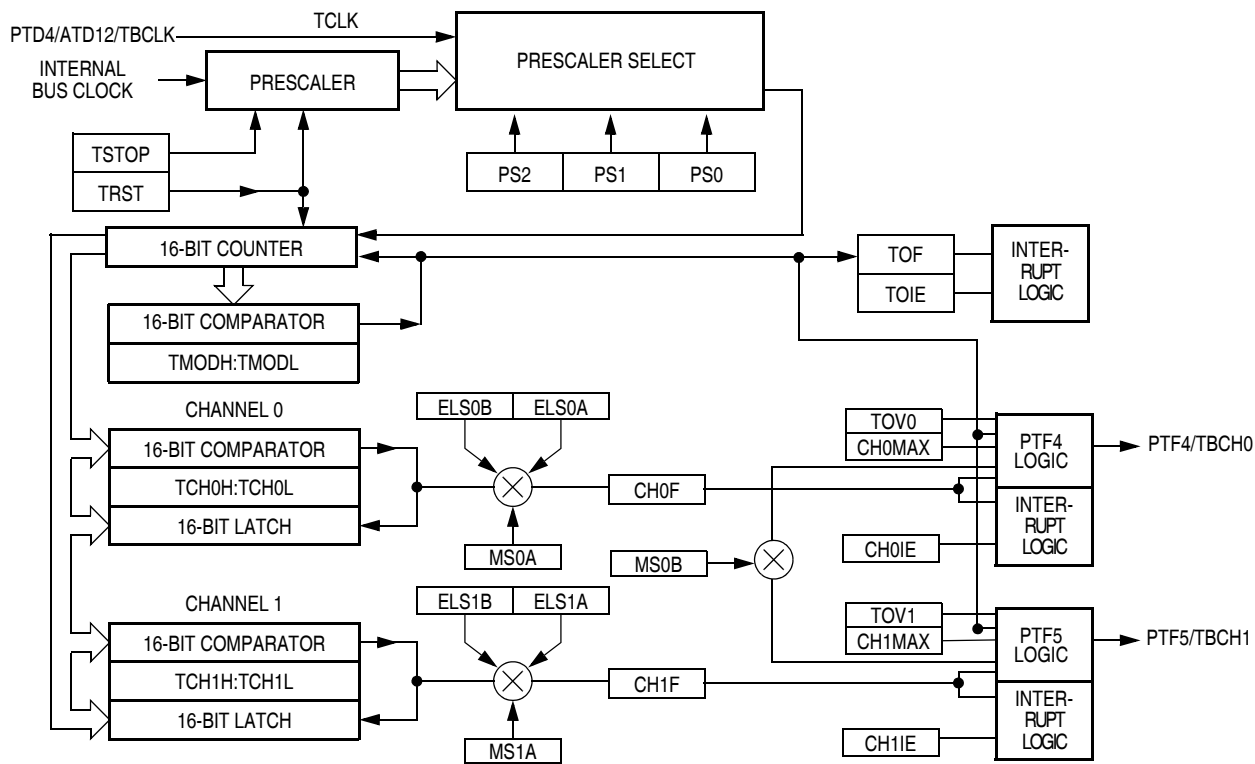 TCLK
PTD4/ATD12/TBCLK
PRESCALER SELECT
INTERNAL
BUS CLOCK
PRESCALER
TSTOP
TRST
PS2
PS1
PS0
16-BIT COUNTER
TOF
TOIE
INTER-
RUPT
LOGIC
16-BIT COMPARATOR
TMODH:TMODL
CHANNEL 0
ELS0B
ELS0A
16-BIT COMPARATOR
TCH0H:TCH0L
16-BIT LATCH
MS0A
CH0F
TOV0
CH0MAX
PTF4
LOGIC
PTF4/TBCH0
INTER-
RUPT
LOGIC
CH0IE
MS0B
CHANNEL 1
ELS1B
ELS1A
16-BIT COMPARATOR
TCH1H:TCH1L
16-BIT LATCH
MS1A
CH1F
TOV1
CH1MAX
PTF5
LOGIC
PTF5/TBCH1
INTER-
RUPT
LOGIC
CH1IE